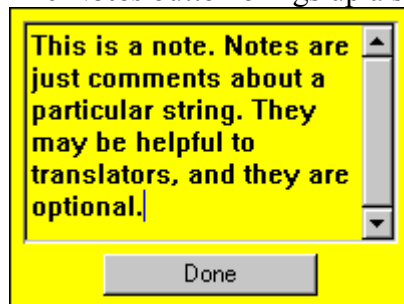 This is a note. Notes are
just comments about a
particular string. They
may be helpful to
translators, and they are
optional.
Done